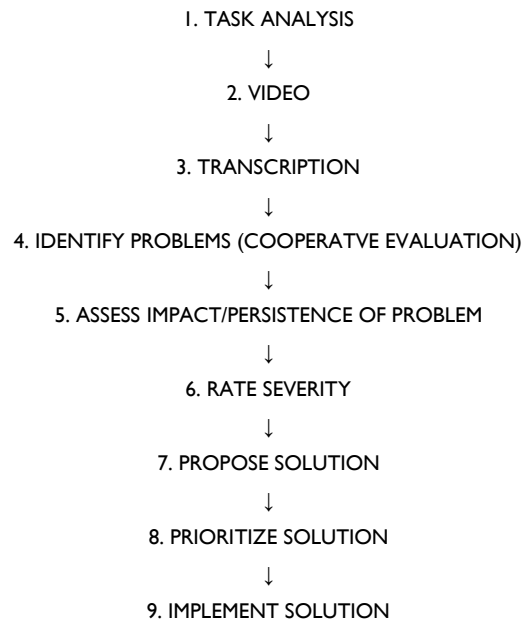 1. TASK ANALYSIS
↓
2. VIDEO
↓
3. TRANSCRIPTION
↓
4. IDENTIFY PROBLEMS (COOPERATVE EVALUATION)
↓
5. ASSESS IMPACT/PERSISTENCE OF PROBLEM
↓
6. RATE SEVERITY
↓
7. PROPOSE SOLUTION
↓
8. PRIORITIZE SOLUTION
↓
9. IMPLEMENT SOLUTION